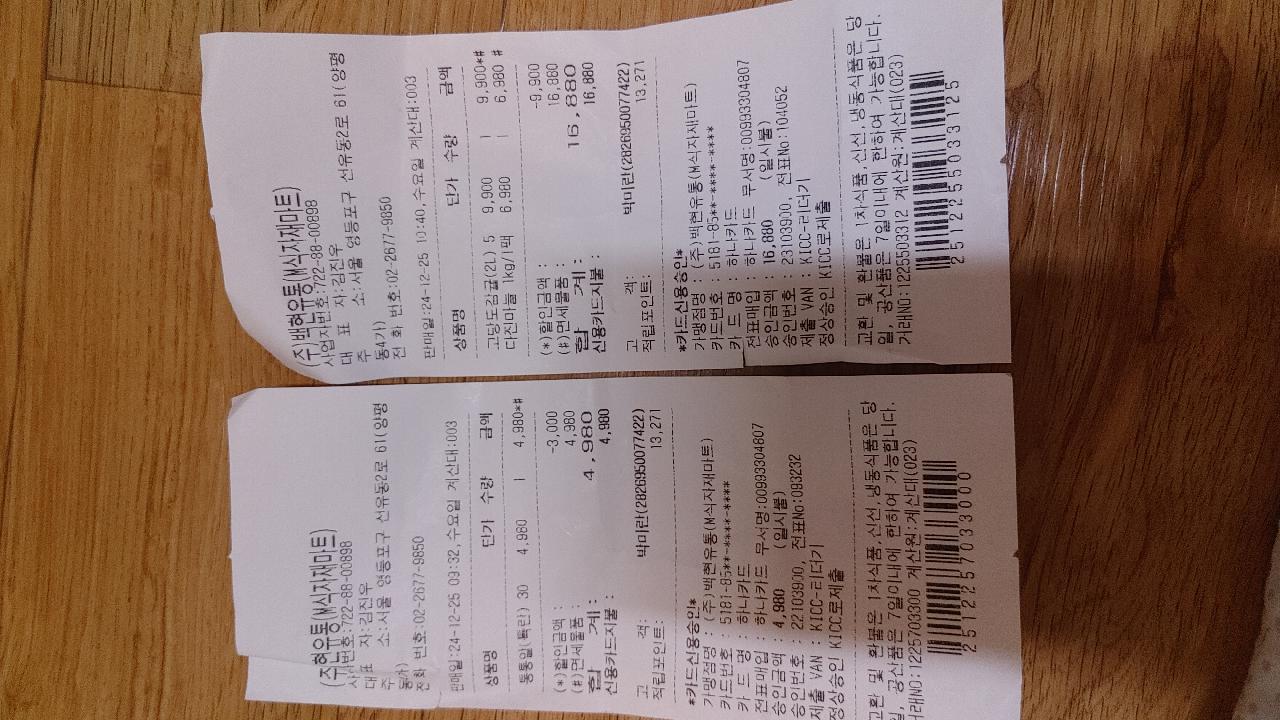 (주)백현유통(M식자재마트)
사업자번호:722-88-00898
대 표 자:김진우
주 소:서울 영등포구 선유동2로 61(양평
동4가)
전화 번호:02-2677-9850
판매일:24-12-25 10:40,수요일 계산대:003
상품명 단가 수량 금액
고당도감귤(2L) 5 9,900 1 9,900*#
다진마늘 1kg/1팩 6,980 1 6,980 #
(*)할인금액: -9,900
(#)면세물품: 16,880
합 계: 16,880
신용카드지불: 16,880
고 객: 박미란(2826950077422)
적립포인트: 13,271
*카드신용승인*
가맹점명 : (주)백현유통(M식자재마트)
카드번호 : 5181-85**-****-****
카 드 명 : 하나카드
전표매입 : 하나카드 무서명:00993304807
승인금액 : 16,880 (일시불)
승인번호 : 23103900, 전표No:104052
제출 VAN : KICC-리더기
정상승인 KICC로제출
교환 및 환불은 1차식품,신선,냉동식품은 당
일, 공산품은 7일이내에 한하여 가능합니다.
거래NO:1225503312 계산원:계산대(023)
2512255033125
(주)현유통(M식자재마트)
번호:722-88-00898
대 표 자:김진우
주 소:서울 영등포구 선유동2로 61(양평
전화 번호:02-2677-9850
판매일:24-12-25 09:32,수요일 계산대:003
상품명 단가 수량 금액
통통알(특란) 30 4,980 1 4,980*#
(*)할인금액: -3,000
(#)면세물품: 4,980
합 계: 4,980
신용카드지불: 4,980
고 객: 박미란(2826950077422)
적립포인트: 13,271
*카드신용승인*
가맹점명 : (주)백현유통(M식자재마트)
카드번호 : 5181-85**-****-****
카 드 명 : 하나카드
전표매입 : 하나카드 무서명:00993304807
승인금액 : 4,980 (일시불)
승인번호 : 22103900, 전표No:093232
제출 VAN : KICC-리더기
정상승인 KICC로제출
교환 및 환불은 1차식품,신선,냉동식품은 당
일, 공산품은 7일이내에 한하여 가능합니다.
거래NO:1225703300 계산원:계산대(023)
2512257033000